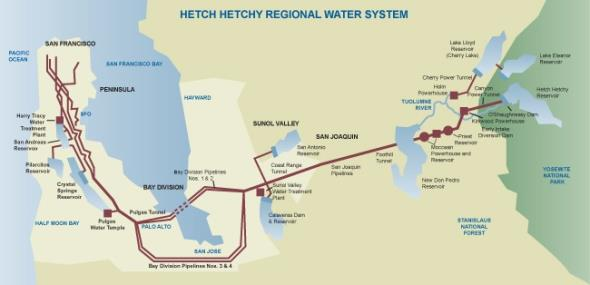 HETCH HETCHY REGIONAL WATER SYSTEM
PACIFIC
OCEAN
SAN FRANCISCO
SAN FRANCISCO BAY
PENINSULA
HAYWARD
SFO
Harry Tracy
Water
Treatment
Plant
San Andreas
Reservoir
Pilarcitos
Reservoir
Crystal
Springs
Reservoir
HALF MOON BAY
Pulgas
Water Temple
Pulgas Tunnel
PALO ALTO
BAY DIVISION
Bay Division Pipelines
Nos. 1 & 2
SAN JOSE
Bay Division Pipelines Nos. 3 & 4
SUNOL VALLEY
San Antonio
Reservoir
Coast Range
Tunnel
Sunol Valley
Water Treatment
Plant
Calaveras Dam
& Reservoir
SAN JOAQUIN
San Joaquin
Pipelines
Foothill
Tunnel
TUOLUMNE
RIVER
Lake Lloyd
Reservoir
(Cherry Lake)
Cherry Power Tunnel
Holm
Powerhouse
Canyon
Power Tunnel
Lake Eleanor
Reservoir
Hetch Hetchy
Reservoir
O'Shaughnessy Dam
Kirkwood Powerhouse
Early Intake
Diversion Dam
Priest
Reservoir
Moccasin
Powerhouse and
Reservoir
New Don Pedro
Reservoir
YOSEMITE
NATIONAL
PARK
STANISLAUS
NATIONAL
FOREST